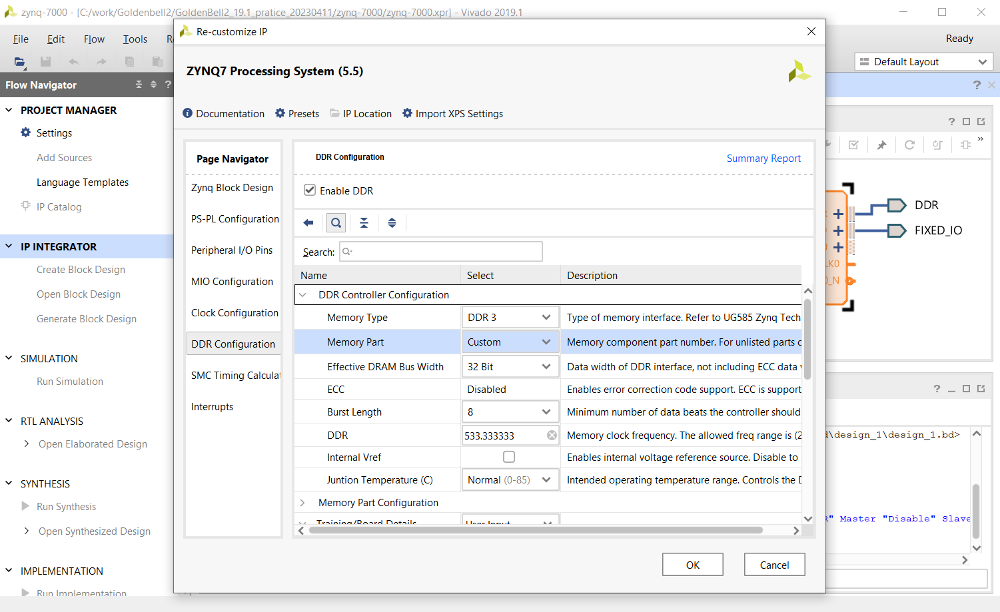 zynq-7000 - [C:/work/Goldenbell2/GoldenBell2_19.1_pratice_20230411/zynq-7000/zynq-7000.xpr] - Vivado 2019.1
File Edit Flow Tools
Ready
Default Layout
Flow Navigator
PROJECT MANAGER
Settings
Add Sources
Language Templates
IP Catalog
IP INTEGRATOR
Create Block Design
Open Block Design
Generate Block Design
SIMULATION
Run Simulation
RTL ANALYSIS
Open Elaborated Design
SYNTHESIS
Run Synthesis
Open Synthesized Design
IMPLEMENTATION
Run Implementation
Re-customize IP
ZYNQ7 Processing System (5.5)
Documentation Presets IP Location Import XPS Settings
Page Navigator
Zynq Block Design
PS-PL Configuration
Peripheral I/O Pins
MIO Configuration
Clock Configuration
DDR Configuration
SMC Timing Calculat
Interrupts
DDR Configuration Summary Report
Enable DDR
Search:
Name Select Description
DDR Controller Configuration
Memory Type DDR 3 Type of memory interface. Refer to UG585 Zynq Tech
Memory Part Custom Memory component part number. For unlisted parts c
Effective DRAM Bus Width 32 Bit Data width of DDR interface, not including ECC data
ECC Disabled Enables error correction code support. ECC is support
Burst Length 8 Minimum number of data beats the controller should
DDR 533.333333 Memory clock frequency. The allowed freq range is (2
Internal Vref Enables internal voltage reference source. Disable to
Juntion Temperature (C) Normal (0-85) Intended operating temperature range. Controls the D
Memory Part Configuration
Training/Board Details User Input
OK Cancel
DDR
FIXED_IO
LK0
_N
d\design_1\design_1.bd>
R" Master "Disable" Slave